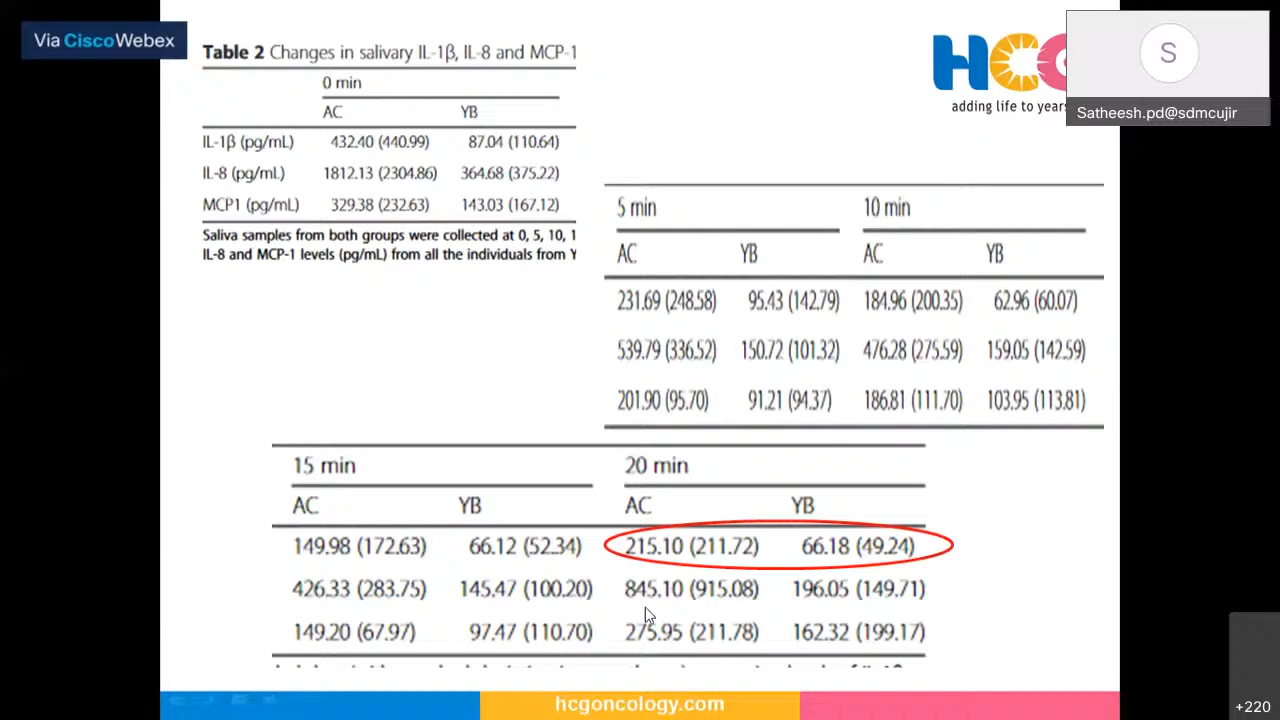 Via Cisco Webex
Table 2 Changes in salivary IL-1β, IL-8 and MCP-1
0 min
AC YB
IL-1β (pg/mL) 432.40 (440.99) 87.04 (110.64)
IL-8 (pg/mL) 1812.13 (2304.86) 364.68 (375.22)
MCP1 (pg/mL) 329.38 (232.63) 143.03 (167.12)
Saliva samples from both groups were collected at 0, 5, 10, 1
IL-8 and MCP-1 levels (pg/mL) from all the individuals from Y
HCG
adding life to years
S
Satheesh.pd@sdmcujir
5 min 10 min
AC YB AC YB
231.69 (248.58) 95.43 (142.79) 184.96 (200.35) 62.96 (60.07)
539.79 (336.52) 150.72 (101.32) 476.28 (275.59) 159.05 (142.59)
201.90 (95.70) 91.21 (94.37) 186.81 (111.70) 103.95 (113.81)
15 min 20 min
AC YB AC YB
149.98 (172.63) 66.12 (52.34) 215.10 (211.72) 66.18 (49.24)
426.33 (283.75) 145.47 (100.20) 845.10 (915.08) 196.05 (149.71)
149.20 (67.97) 97.47 (110.70) 275.95 (211.78) 162.32 (199.17)
hcgoncology.com
+220